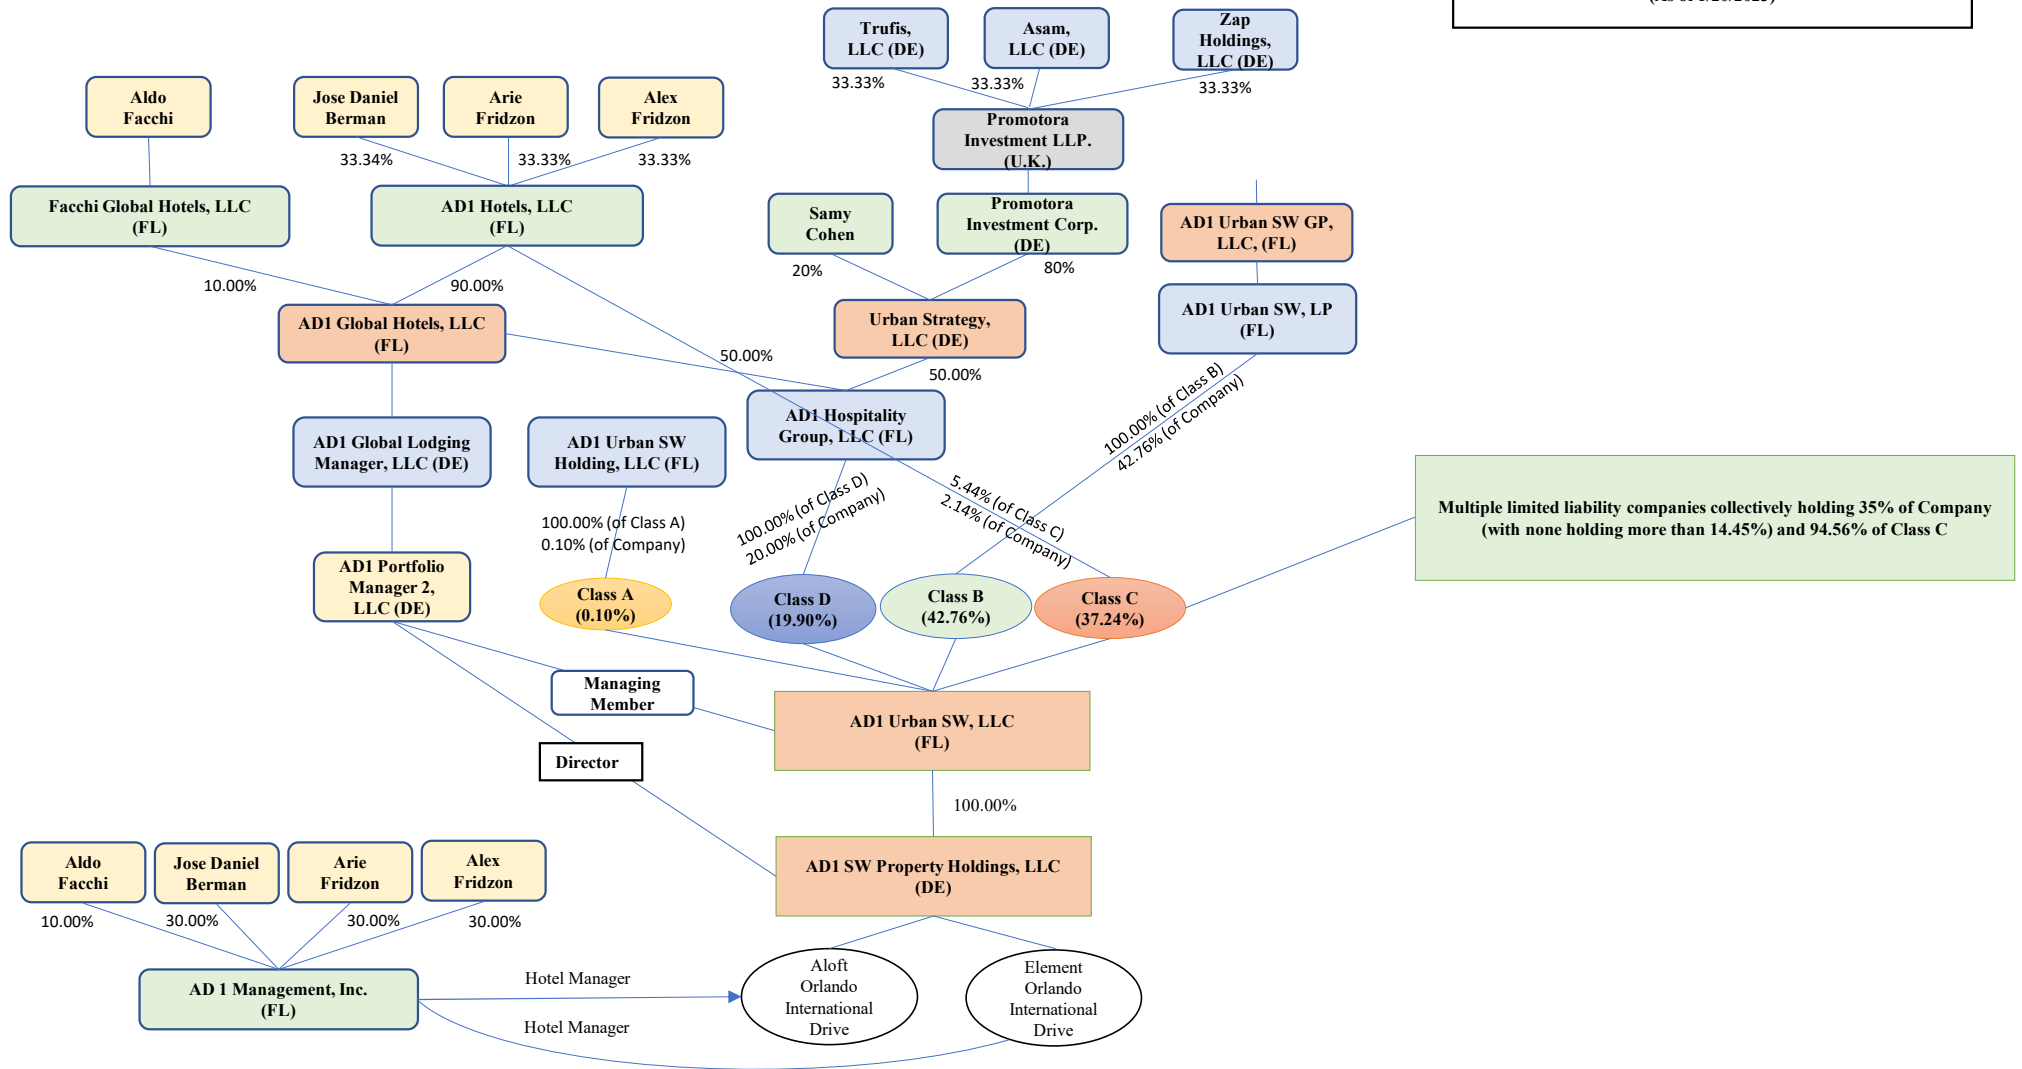 Trufis,
LLC (DE)
Asam,
LLC (DE)
Zap
Holdings,
LLC (DE)
33.33%
33.33%
33.33%
Aldo
Facchi
Jose Daniel
Berman
Arie
Fridzon
Alex
Fridzon
33.34%
33.33%
33.33%
Promotora
Investment LLP.
(U.K.)
Facchi Global Hotels, LLC
(FL)
AD1 Hotels, LLC
(FL)
Samy
Cohen
Promotora
Investment Corp.
(DE)
AD1 Urban SW GP,
LLC, (FL)
10.00%
90.00%
20%
80%
AD1 Global Hotels, LLC
(FL)
Urban Strategy,
LLC (DE)
AD1 Urban SW, LP
(FL)
50.00%
50.00%
AD1 Global Lodging
Manager, LLC (DE)
AD1 Urban SW
Holding, LLC (FL)
AD1 Hospitality
Group, LLC (FL)
100.00% (of Class B)
42.76% (of Company)
100.00% (of Class A)
0.10% (of Company)
100.00% (of Class D)
20.00% (of Company)
5.44% (of Class C)
2.14% (of Company)
Multiple limited liability companies collectively holding 35% of Company
(with none holding more than 14.45%) and 94.56% of Class C
AD1 Portfolio
Manager 2,
LLC (DE)
Class A
(0.10%)
Class D
(19.90%)
Class B
(42.76%)
Class C
(37.24%)
Managing
Member
AD1 Urban SW, LLC
(FL)
Director
100.00%
Aldo
Facchi
Jose Daniel
Berman
Arie
Fridzon
Alex
Fridzon
AD1 SW Property Holdings, LLC
(DE)
10.00%
30.00%
30.00%
30.00%
AD 1 Management, Inc.
(FL)
Hotel Manager
Hotel Manager
Aloft
Orlando
International
Drive
Element
Orlando
International
Drive